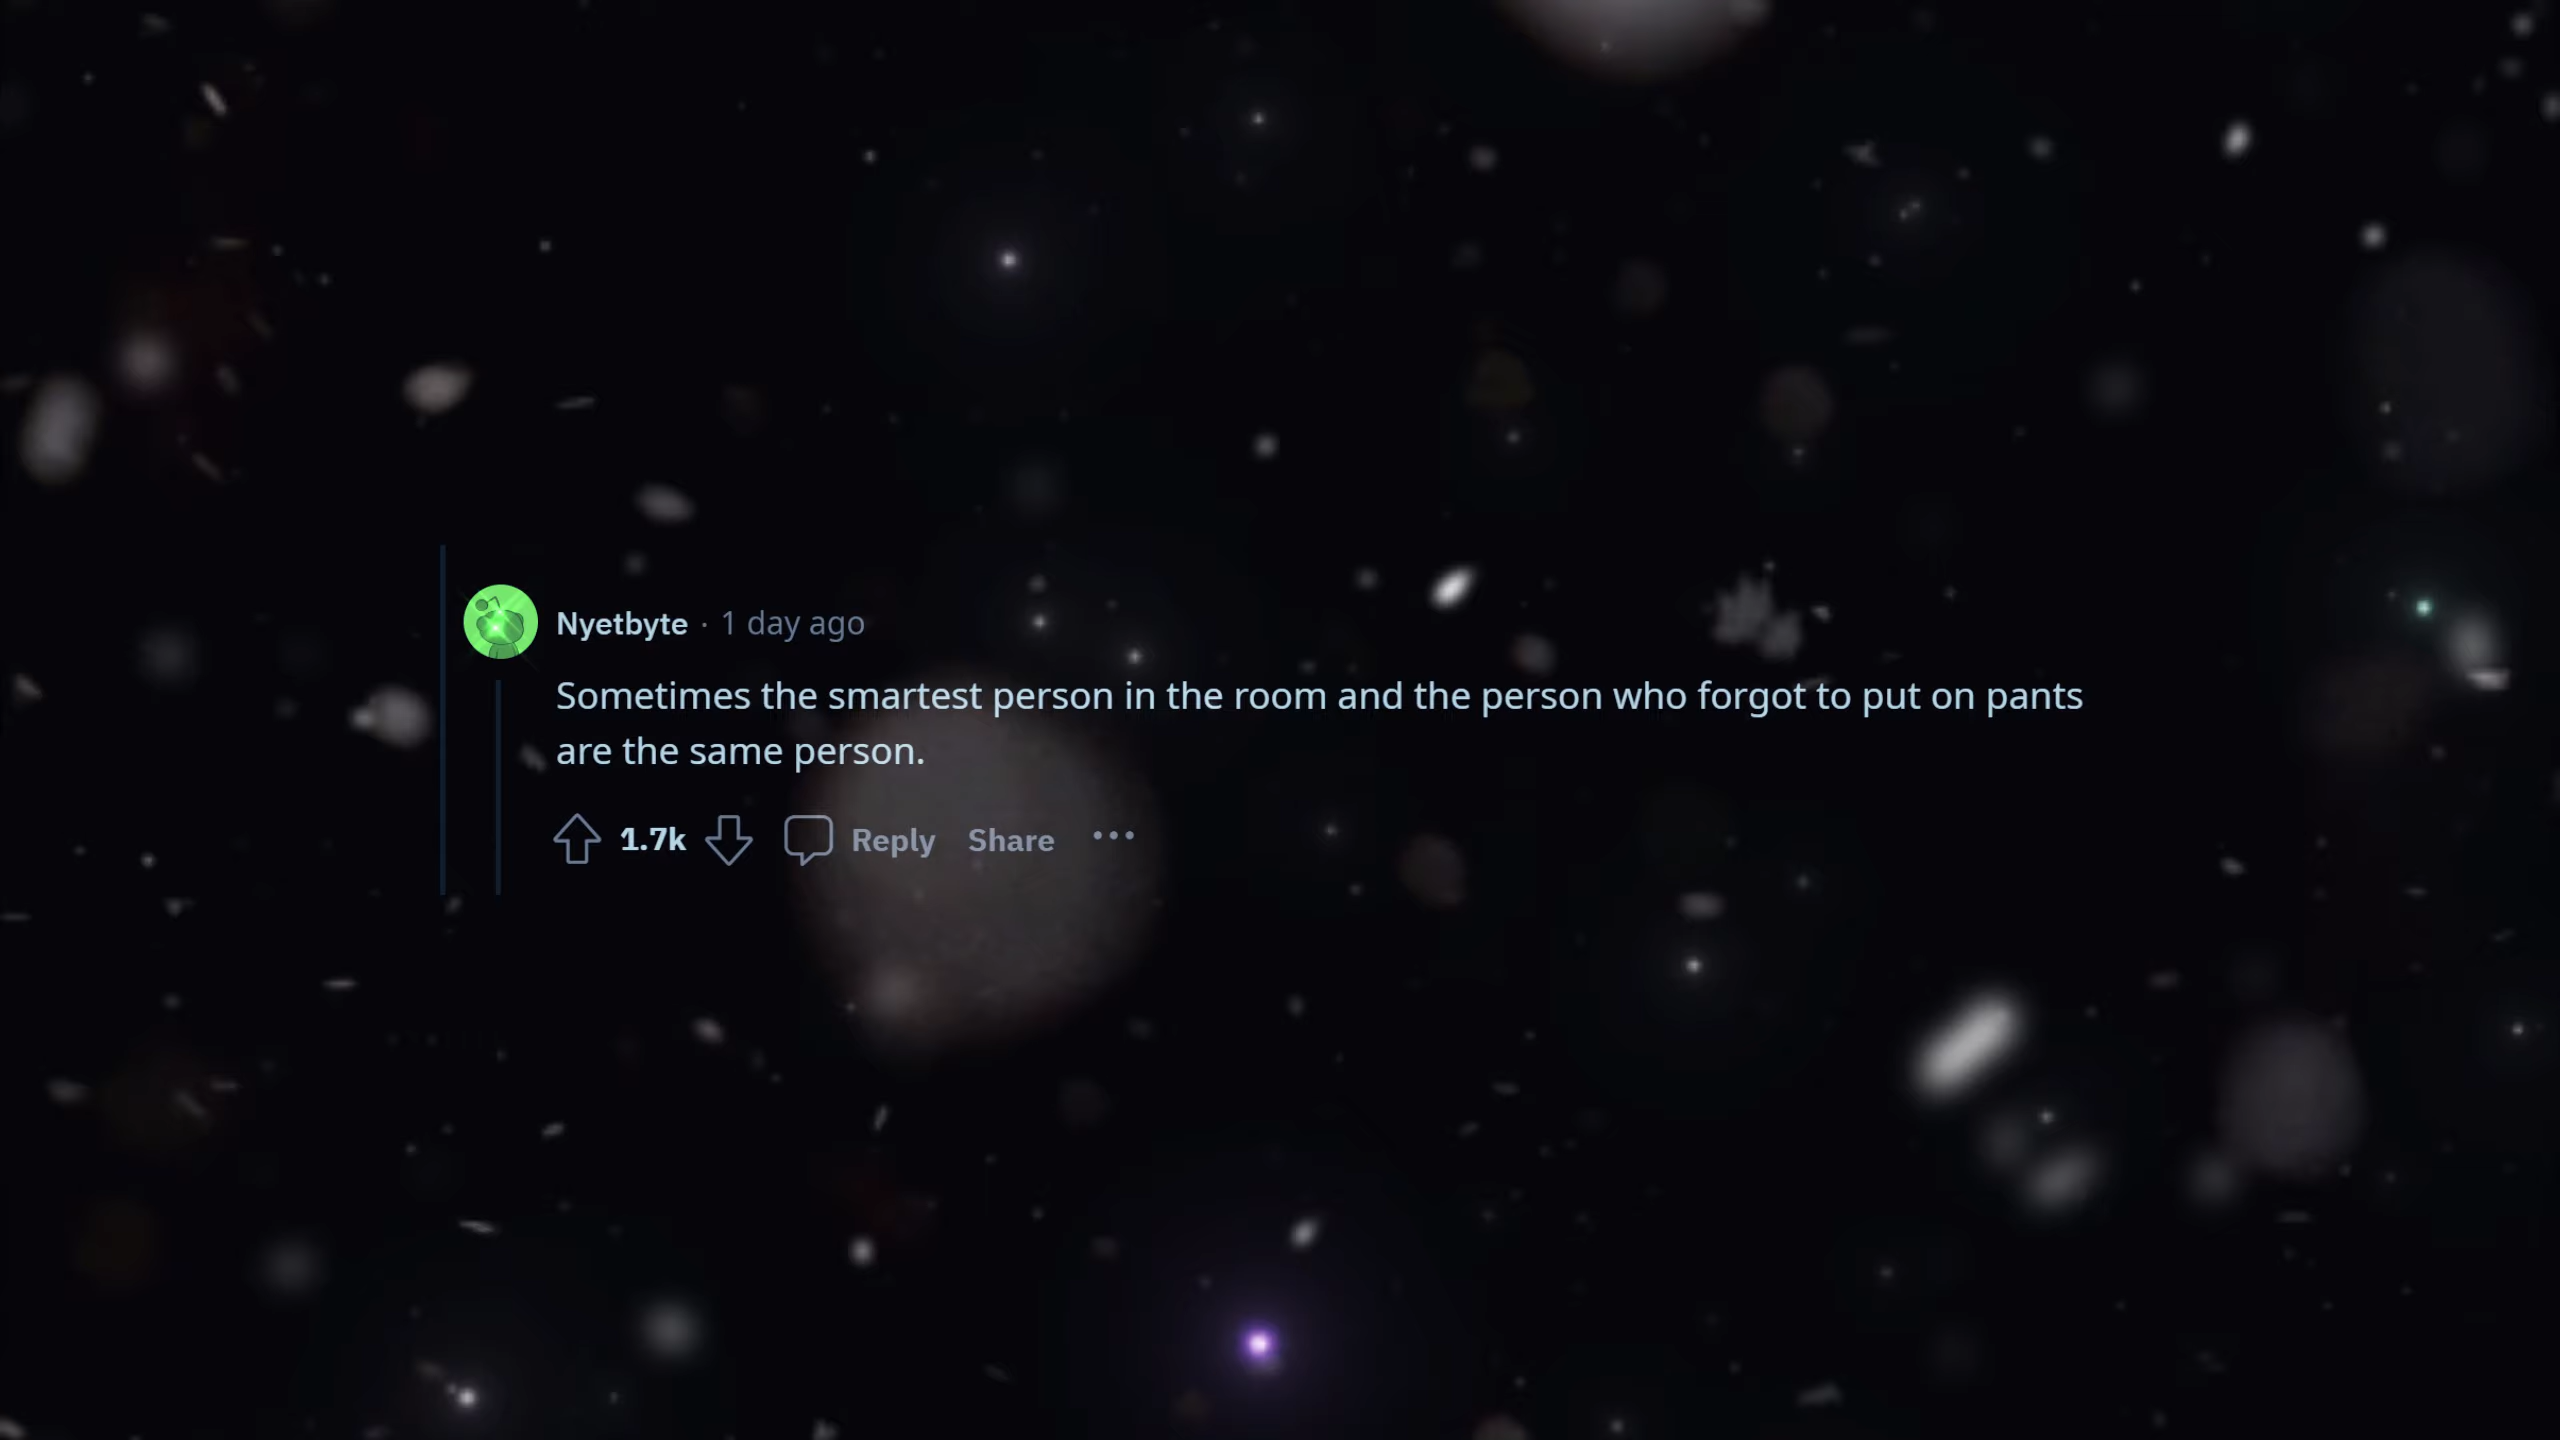 Nyetbyte · 1 day ago
Sometimes the smartest person in the room and the person who forgot to put on pants
are the same person.
1.7k Reply Share ...